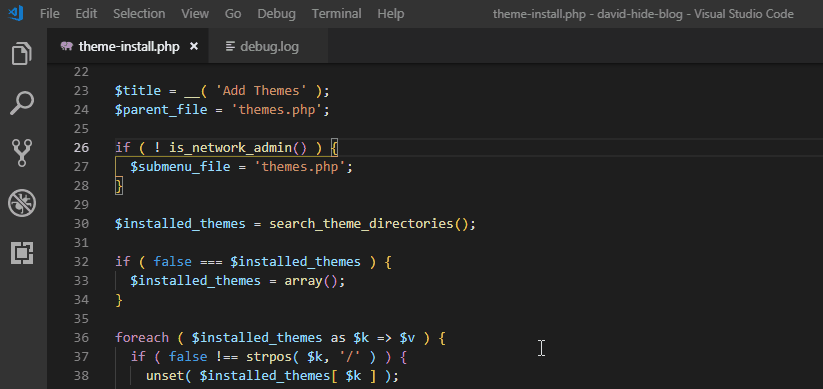 File Edit Selection View Go Debug Terminal Help theme-install.php - david-hide-blog - Visual Studio Code
theme-install.php × debug.log
22
23 $title = __( 'Add Themes' );
24 $parent_file = 'themes.php';
25
26 if ( ! is_network_admin() ) {
27 $submenu_file = 'themes.php';
28 }
29
30 $installed_themes = search_theme_directories();
31
32 if ( false === $installed_themes ) {
33 $installed_themes = array();
34 }
35
36 foreach ( $installed_themes as $k => $v ) {
37 if ( false !== strpos( $k, '/' ) ) {
38 unset( $installed_themes[ $k ] );